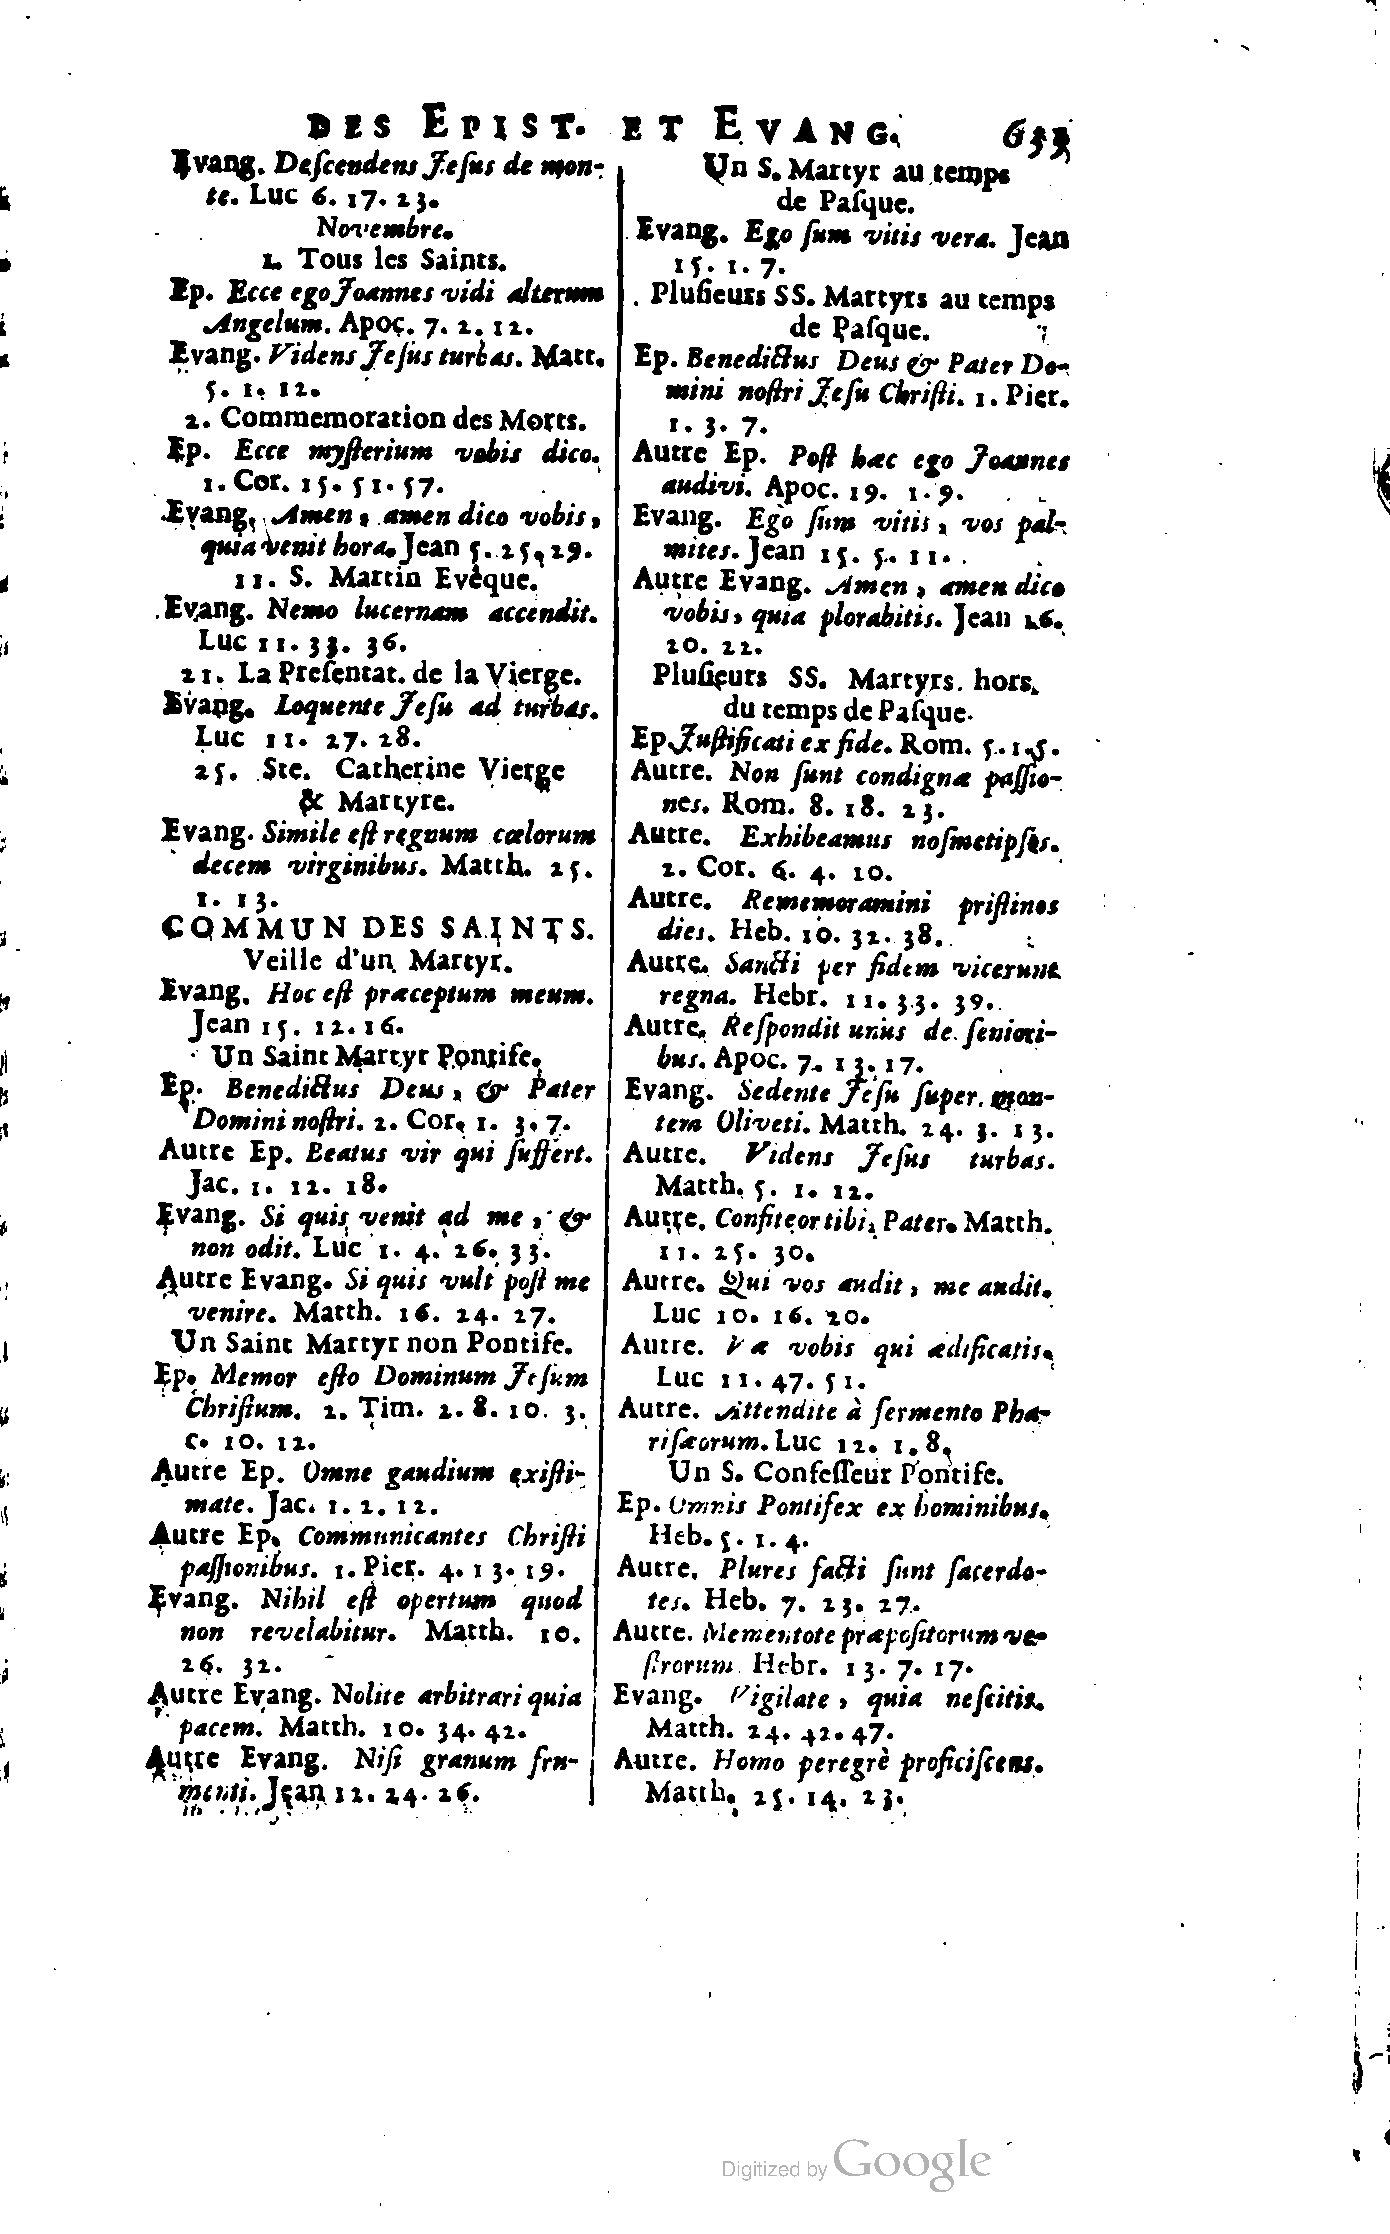 DES EPIST. ET EVANG. 633
Evang. Deſcendens Jeſus de mon-
te. Luc 6. 17. 23.
Novembre.
1. Tous les Saints.
Ep. Ecce ego Joannes vidi alterum
Angelum. Apoc. 7. 2. 12.
Evang. Videns Jeſus turbas. Matt.
5. 1. 12.
2. Commemoration des Morts.
Ep. Ecce myſterium vobis dico.
1. Cor. 15. 51. 57.
Evang. Amen, amen dico vobis,
quia venit hora. Jean 5. 25. 29.
11. S. Martin Evêque.
Evang. Nemo lucernam accendit.
Luc 11. 33. 36.
21. La Preſentat. de la Vierge.
Evang. Loquente Jeſu ad turbas.
Luc 11. 27. 28.
25. Ste. Catherine Vierge
& Martyre.
Evang. Simile eſt regnum cœlorum
decem virginibus. Matth. 25.
1. 13.
COMMUN DES SAINTS.
Veille d'un Martyr.
Evang. Hoc eſt præceptum meum.
Jean 15. 12. 16.
Un Saint Martyr Pontife.
Ep. Benedictus Deus, & Pater
Domini noſtri. 2. Cor. 1. 3. 7.
Autre Ep. Beatus vir qui ſuffert.
Jac. 1. 12. 18.
Evang. Si quis venit ad me, &
non odit. Luc 1. 4. 26. 33.
Autre Evang. Si quis vult poſt me
venire. Matth. 16. 24. 27.
Un Saint Martyr non Pontife.
Ep. Memor eſto Dominum Jeſum
Chriſtum. 2. Tim. 2. 8. 10. 3.
c. 10. 12.
Autre Ep. Omne gaudium exiſti-
mate. Jac. 1. 2. 12.
Autre Ep. Communicantes Chriſti
paſſionibus. 1. Pier. 4. 13. 19.
Evang. Nihil eſt opertum quod
non revelabitur. Matth. 10.
26. 32.
Autre Evang. Nolite arbitrari quia
pacem. Matth. 10. 34. 42.
Autre Evang. Niſi granum fru-
menti. Jean 12. 24. 26.
Un S. Martyr au temps
de Paſque.
Evang. Ego ſum vitis vera. Jean
15. 1. 7.
Pluſieurs SS. Martyrs au temps
de Paſque.
Ep. Benedictus Deus & Pater Do-
mini noſtri Jeſu Chriſti. 1. Pier.
1. 3. 7.
Autre Ep. Poſt hæc ego Joannes
audivi. Apoc. 19. 1. 9.
Evang. Ego ſum vitis, vos pal-
mites. Jean 15. 5. 11.
Autre Evang. Amen, amen dico
vobis, quia plorabitis. Jean 16.
20. 22.
Pluſieurs SS. Martyrs hors
du temps de Paſque.
Ep. Juſtificati ex fide. Rom. 5. 1. 5.
Autre. Non ſunt condignæ paſſio-
nes. Rom. 8. 18. 23.
Autre. Exhibeamus noſmetipſos.
2. Cor. 6. 4. 10.
Autre. Rememoramini priſtinos
dies. Heb. 10. 32. 38.
Autre. Sancti per fidem vicerunt
regna. Hebr. 11. 33. 39.
Autre. Reſpondit unus de ſeniori-
bus. Apoc. 7. 13. 17.
Evang. Sedente Jeſu ſuper mon-
tem Oliveti. Matth. 24. 3. 13.
Autre. Videns Jeſus turbas.
Matth. 5. 1. 12.
Autre. Confiteor tibi, Pater. Matth.
11. 25. 30.
Autre. Qui vos audit, me audit.
Luc 10. 16. 20.
Autre. Væ vobis qui ædificatis.
Luc 11. 47. 51.
Autre. Attendite à fermento Pha-
riſæorum. Luc 12. 1. 8.
Un S. Confeſſeur Pontife.
Ep. Omnis Pontifex ex hominibus.
Heb. 5. 1. 4.
Autre. Plures facti ſunt ſacerdo-
tes. Heb. 7. 23. 27.
Autre. Mementote præpoſitorum ve-
ſtrorum. Hebr. 13. 7. 17.
Evang. Vigilate, quia neſcitis.
Matth. 24. 42. 47.
Autre. Homo peregrè proficiſcens.
Matth. 25. 14. 23.
Digitized by Google